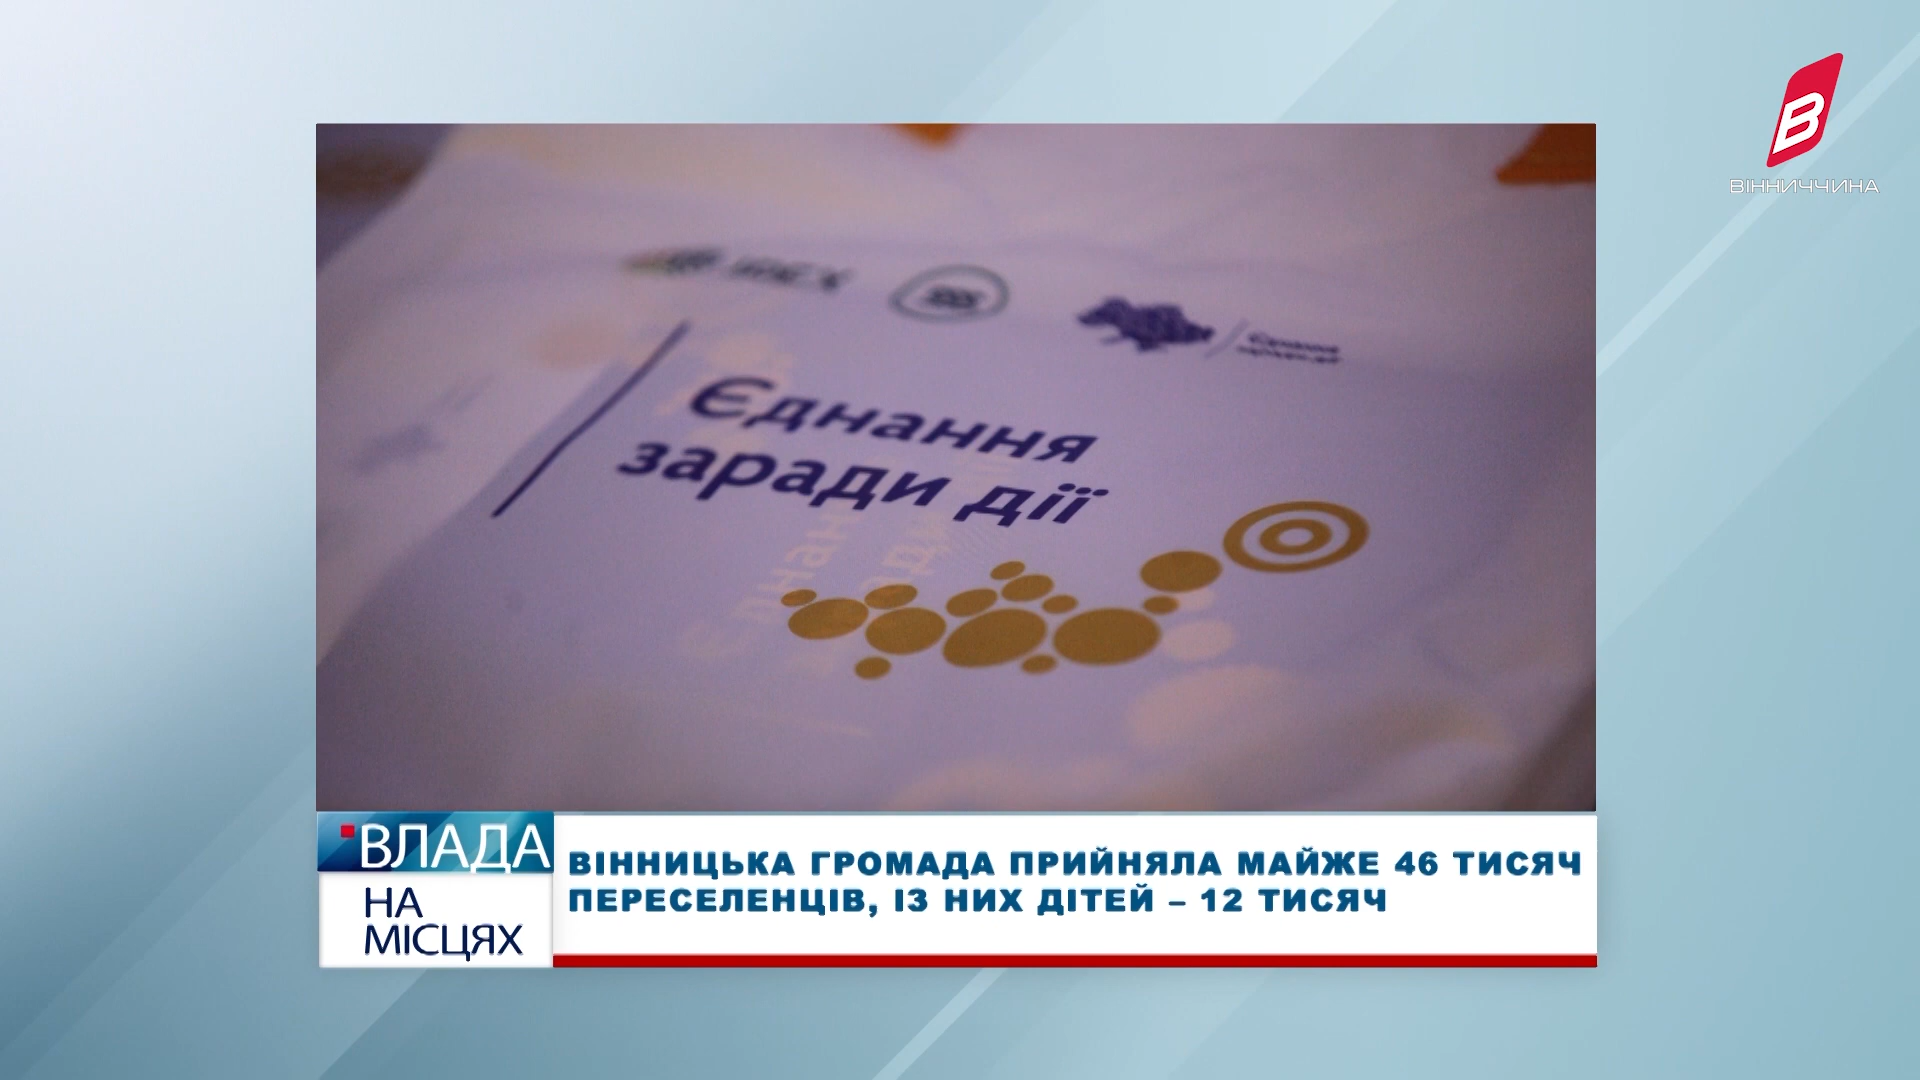 В
ВІННИЧЧИНА
Єднання
заради дії
ВЛАДА
НА
МІСЦЯХ
ВІННИЦЬКА ГРОМАДА ПРИЙНЯЛА МАЙЖЕ 46 ТИСЯЧ
ПЕРЕСЕЛЕНЦІВ, ІЗ НИХ ДІТЕЙ – 12 ТИСЯЧ